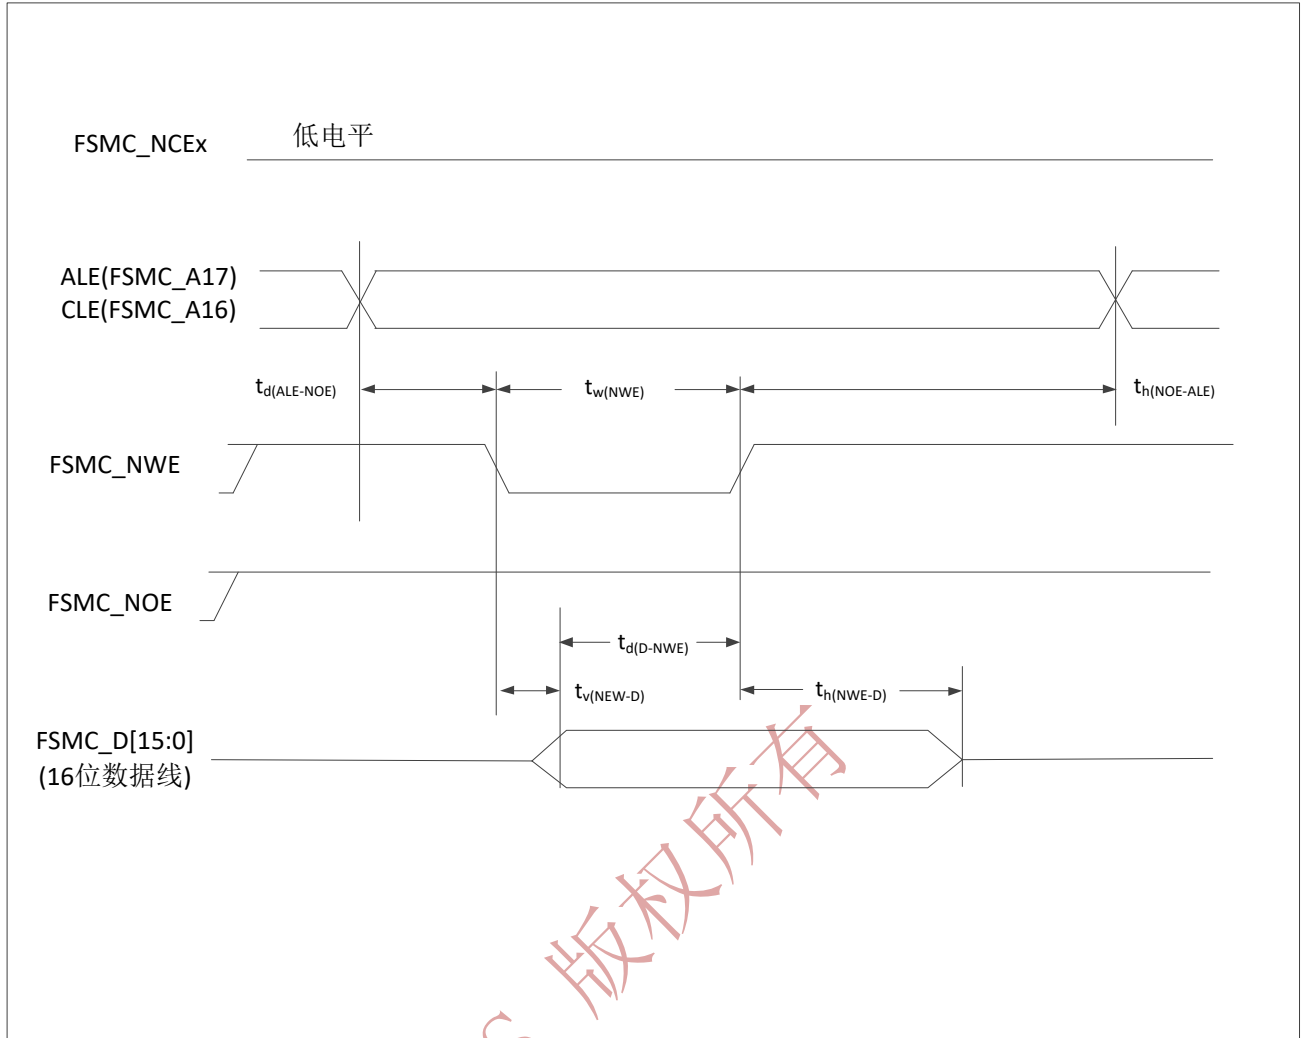 FSMC_NCEx 低电平
ALE(FSMC_A17)
CLE(FSMC_A16)
td(ALE-NOE) tw(NWE) th(NOE-ALE)
FSMC_NWE
FSMC_NOE
td(D-NWE)
tv(NEW-D) th(NWE-D)
FSMC_D[15:0]
(16位数据线)
版权所有